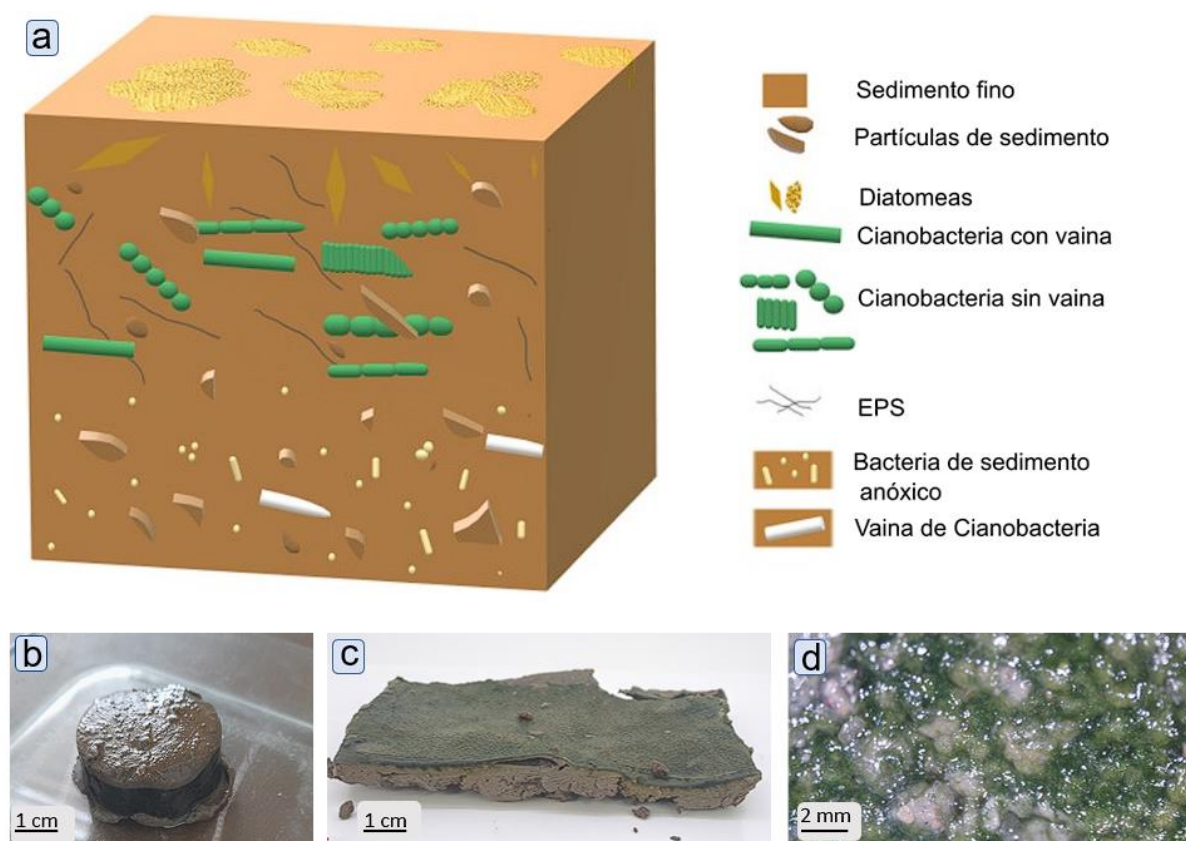 a
Sedimento fino
Partículas de sedimento
Diatomeas
Cianobacteria con vaina
Cianobacteria sin vaina
EPS
Bacteria de sedimento
anóxico
Vaina de Cianobacteria
b
1 cm
c
1 cm
d
2 mm